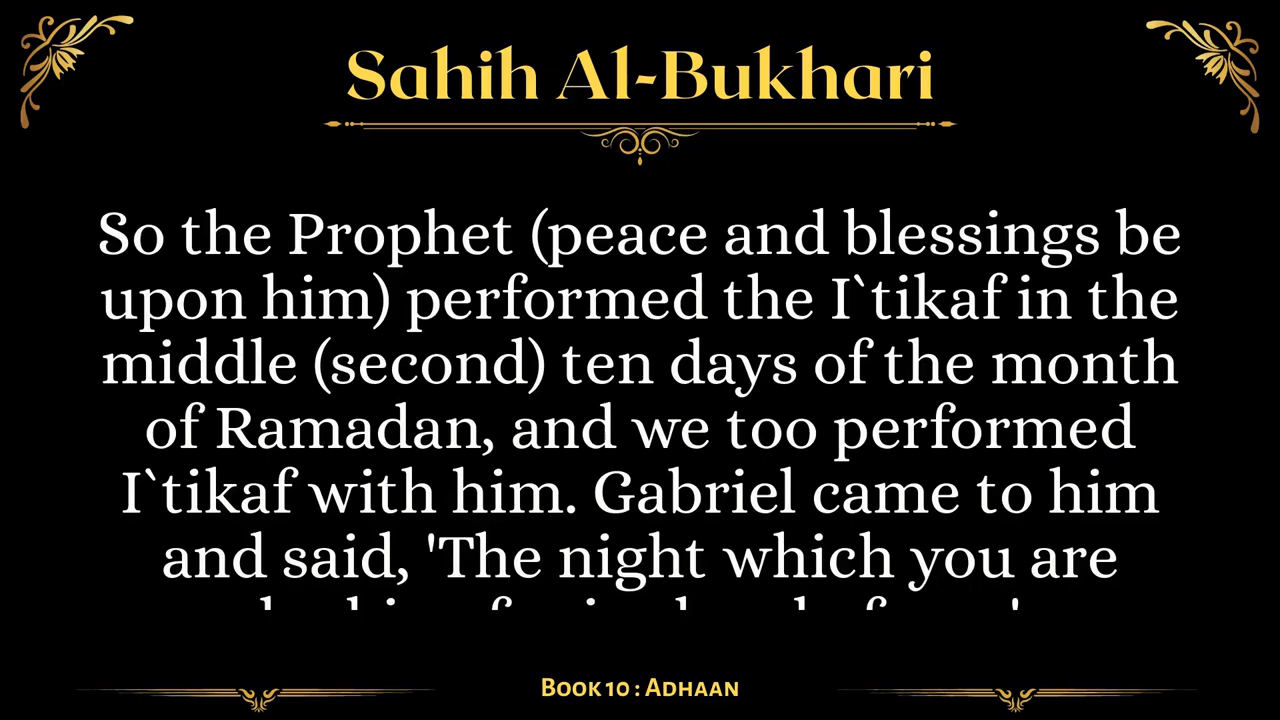 Sahih Al-Bukhari
So the Prophet (peace and blessings be
upon him) performed the I`tikaf in the
middle (second) ten days of the month
of Ramadan, and we too performed
I`tikaf with him. Gabriel came to him
and said, 'The night which you are
Book 10 : Adhaan